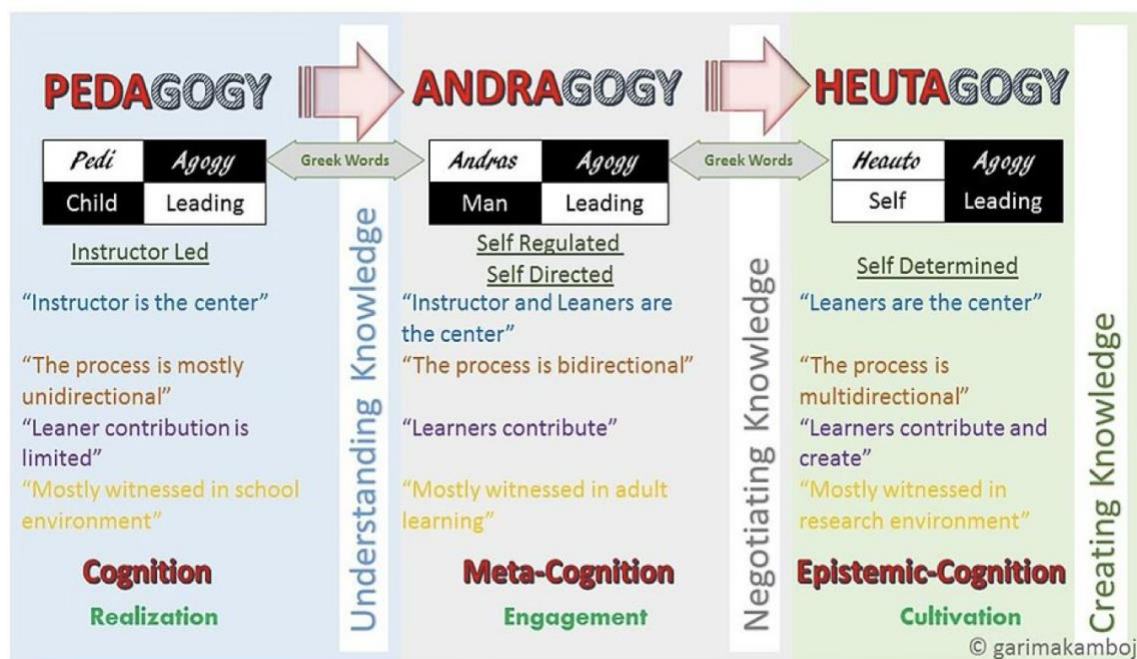 PEDAGOGY
Pedi Agogy
Child Leading
Instructor Led
“Instructor is the center”
“The process is mostly
unidirectional”
“Leaner contribution is
limited”
“Mostly witnessed in school
environment”
Cognition
Realization
Greek Words
Understanding Knowledge
ANDRAGOGY
Andras Agogy
Man Leading
Self Regulated
Self Directed
“Instructor and Leaners are
the center”
“The process is bidirectional”
“Learners contribute”
“Mostly witnessed in adult
learning”
Meta-Cognition
Engagement
Greek Words
Negotiating Knowledge
HEUTAGOGY
Heauto Agogy
Self Leading
Self Determined
“Leaners are the center”
“The process is
multidirectional”
“Learners contribute and
create”
“Mostly witnessed in
research environment”
Epistemic-Cognition
Cultivation
Creating Knowledge
© garimakamboj